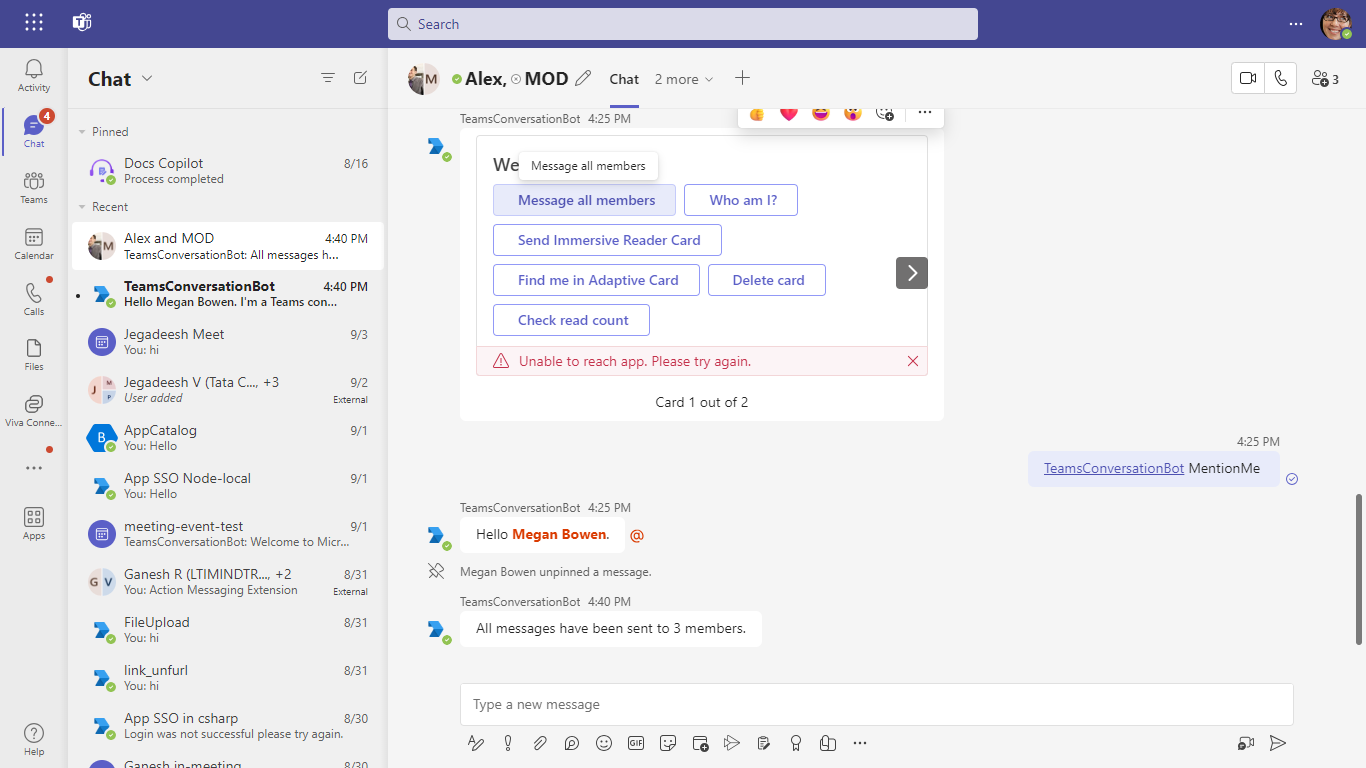 Search
Activity
4
Chat
Teams
Calendar
Calls
Files
Viva Conne...
Apps
Help
Chat
Pinned
Docs Copilot 8/16
Process completed
Recent
M
Alex and MOD 4:40 PM
TeamsConversationBot: All messages h...
TeamsConversationBot 4:40 PM
Hello Megan Bowen. I'm a Teams con...
Jegadeesh Meet 9/3
You: hi
J M P
Jegadeesh V (Tata C..., +3 9/2
User added External
B
AppCatalog 9/1
You: Hello
App SSO Node-local 9/1
You: Hello
meeting-event-test 9/1
TeamsConversationBot: Welcome to Micr...
G V
Ganesh R (LTIMINDTR..., +2 8/31
You: Action Messaging Extension External
FileUpload 8/31
You: hi
link_unfurl 8/31
You: hi
App SSO in csharp 8/30
Login was not successful please try again.
Ganesh in-meeting 8/30
M
Alex, MOD Chat 2 more 3
TeamsConversationBot 4:25 PM
We
Message all members
Message all members Who am I?
Send Immersive Reader Card
Find me in Adaptive Card Delete card
Check read count
Unable to reach app. Please try again.
Card 1 out of 2
4:25 PM
TeamsConversationBot MentionMe
TeamsConversationBot 4:25 PM
Hello Megan Bowen. @
Megan Bowen unpinned a message.
TeamsConversationBot 4:40 PM
All messages have been sent to 3 members.
Type a new message
GIF